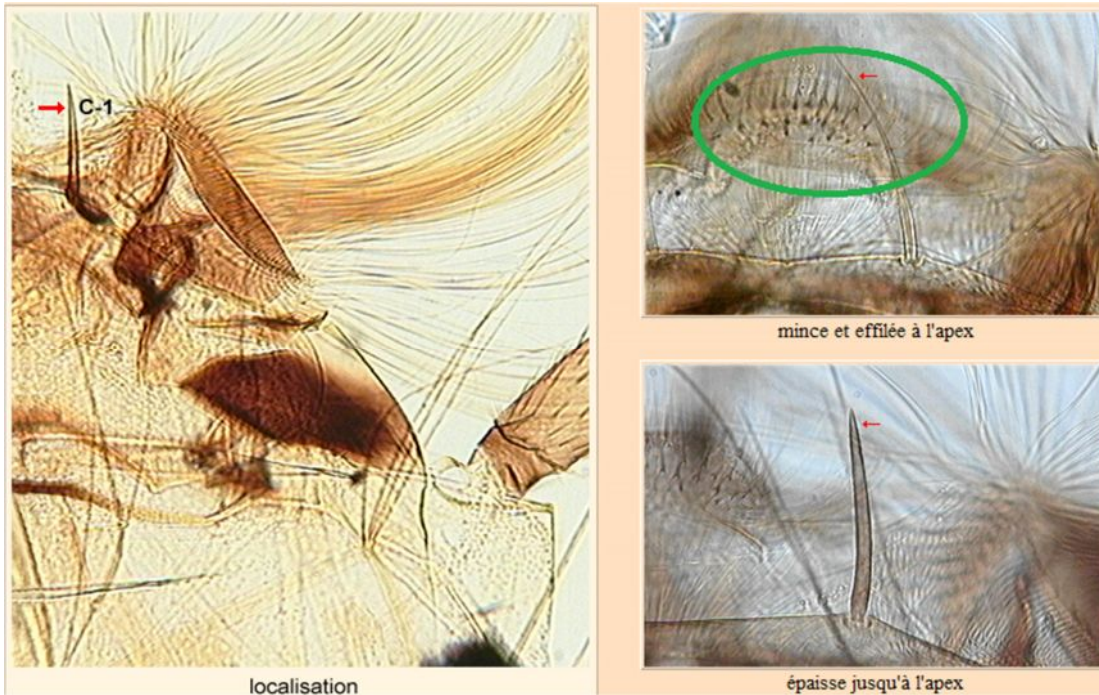 C-1
localisation
mince et effilée à l'apex
épaisse jusqu'à l'apex